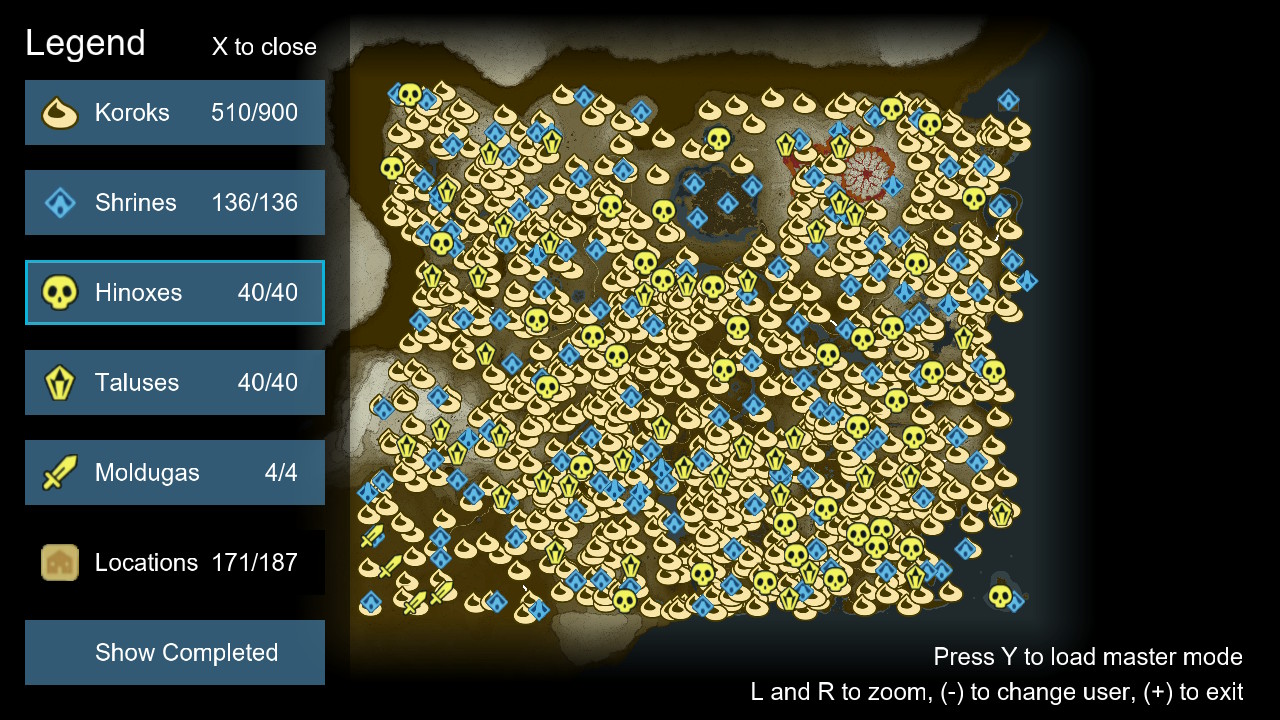 Legend X to close
Koroks 510/900
Shrines 136/136
Hinoxes 40/40
Taluses 40/40
Moldugas 4/4
Locations 171/187
Show Completed
Press Y to load master mode
L and R to zoom, (-) to change user, (+) to exit